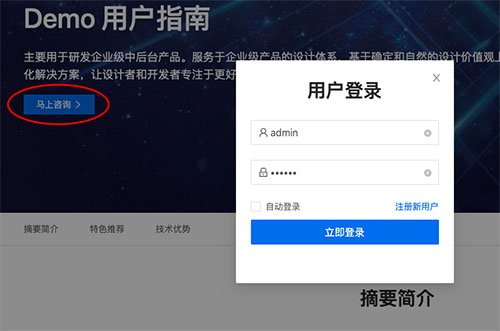 Demo 用户指南
主要用于研发企业级中后台产品。服务于企业级产品的设计体系。基于确定和自然的设计价值观上
化解决方案，让设计者和开发者专注于更好
马上咨询
用户登录
admin
自动登录
注册新用户
立即登录
摘要简介
特色推荐
技术优势
摘要简介